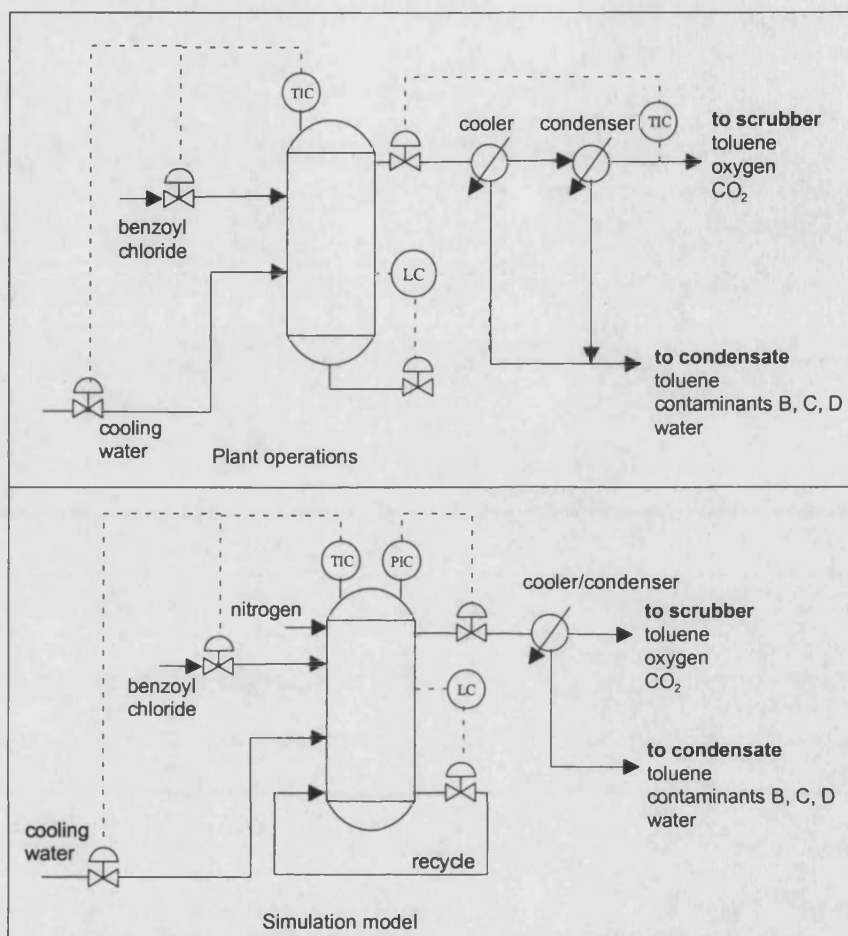 TIC
cooler
condenser
TIC
to scrubber
toluene
oxygen
CO₂
benzoyl
chloride
LC
to condensate
toluene
contaminants B, C, D
water
cooling
water
Plant operations
TIC
PIC
cooler/condenser
nitrogen
to scrubber
toluene
oxygen
CO₂
benzoyl
chloride
LC
to condensate
toluene
contaminants B, C, D
water
cooling
water
recycle
Simulation model